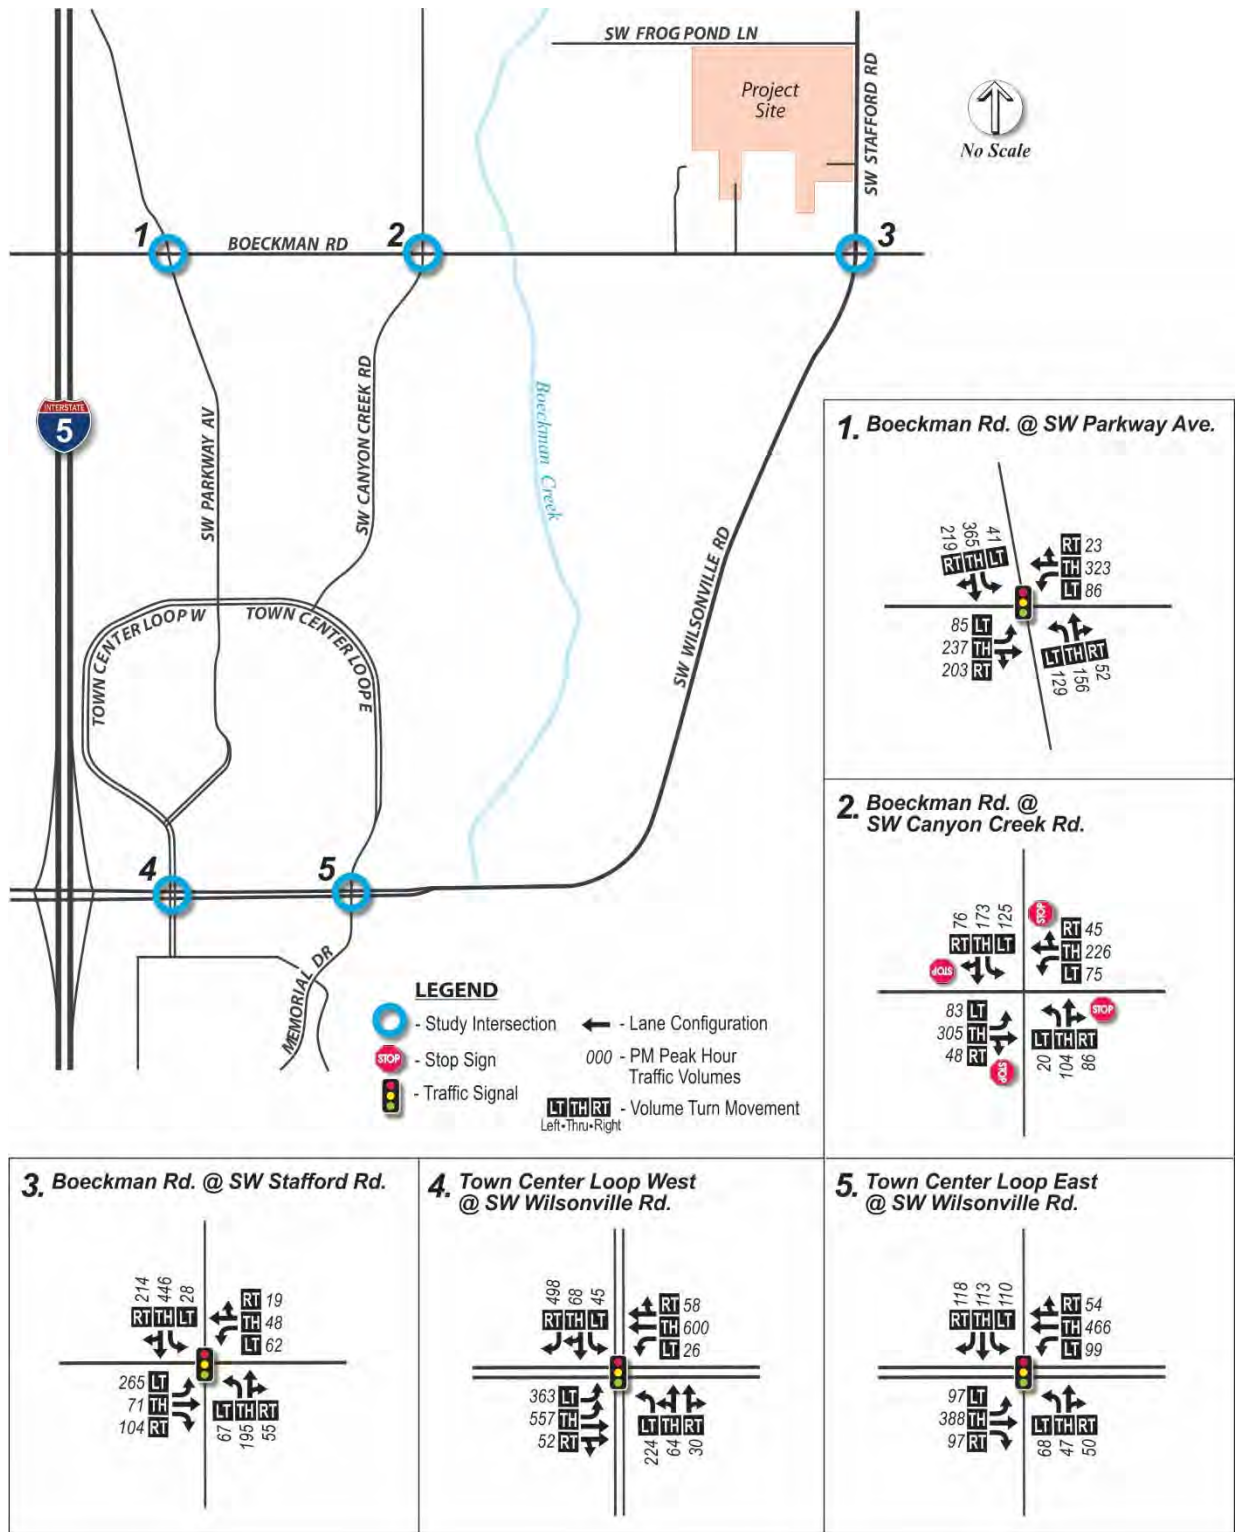 SW FROG POND LN
SW STAFFORD RD
Project
Site
No Scale
1
BOECKMAN RD
2
3
INTERSTATE
5
SW PARKWAY AV
SW CANYON CREEK RD
Boeckman Creek
SW WILSONVILLE RD
TOWN CENTER LOOP W
TOWN CENTER LOOP E
4
5
MEMORIAL DR
LEGEND
- Study Intersection
- Lane Configuration
STOP - Stop Sign
000 - PM Peak Hour
Traffic Volumes
- Traffic Signal
LT TH RT - Volume Turn Movement
Left•Thru•Right
1. Boeckman Rd. @ SW Parkway Ave.
219 365 41
RT TH LT
RT 23
TH 323
LT 86
85 LT
237 TH
203 RT
LT TH RT
129 156 52
2. Boeckman Rd. @
SW Canyon Creek Rd.
76 173 125
RT TH LT
STOP
STOP
RT 45
TH 226
LT 75
83 LT
305 TH
48 RT
STOP
STOP
LT TH RT
20 104 86
3. Boeckman Rd. @ SW Stafford Rd.
214 446 28
RT TH LT
RT 19
TH 48
LT 62
265 LT
71 TH
104 RT
LT TH RT
67 195 55
4. Town Center Loop West
@ SW Wilsonville Rd.
498 68 45
RT TH LT
RT 58
TH 600
LT 26
363 LT
557 TH
52 RT
LT TH RT
224 64 30
5. Town Center Loop East
@ SW Wilsonville Rd.
118 113 110
RT TH LT
RT 54
TH 466
LT 99
97 LT
388 TH
97 RT
LT TH RT
68 47 50